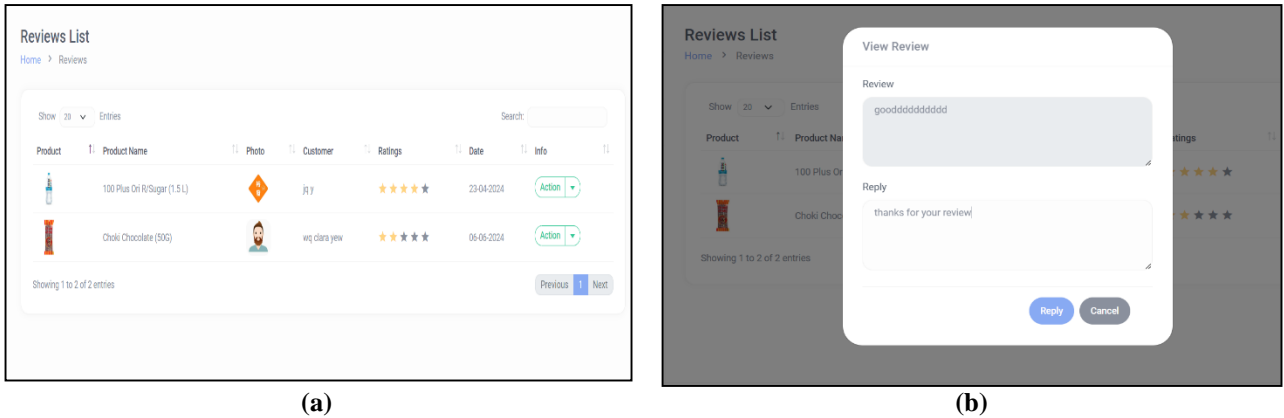 Reviews List
Home > Reviews
Show 20 Entries
Search:
Product Product Name Photo Customer Ratings Date Info
100 Plus Ori R/Sugar (1.5 L) jq y 23-04-2024 Action
Choki Chocolate (50G) wq clara yew 06-06-2024 Action
Showing 1 to 2 of 2 entries
Previous 1 Next
(a)
Reviews List
Home > Reviews
Show 20 Entries
Product Product Na atings
100 Plus Or
Choki Choco
Showing 1 to 2 of 2 entries
View Review
Review
goodddddddddd
Reply
thanks for your review
Reply Cancel
(b)